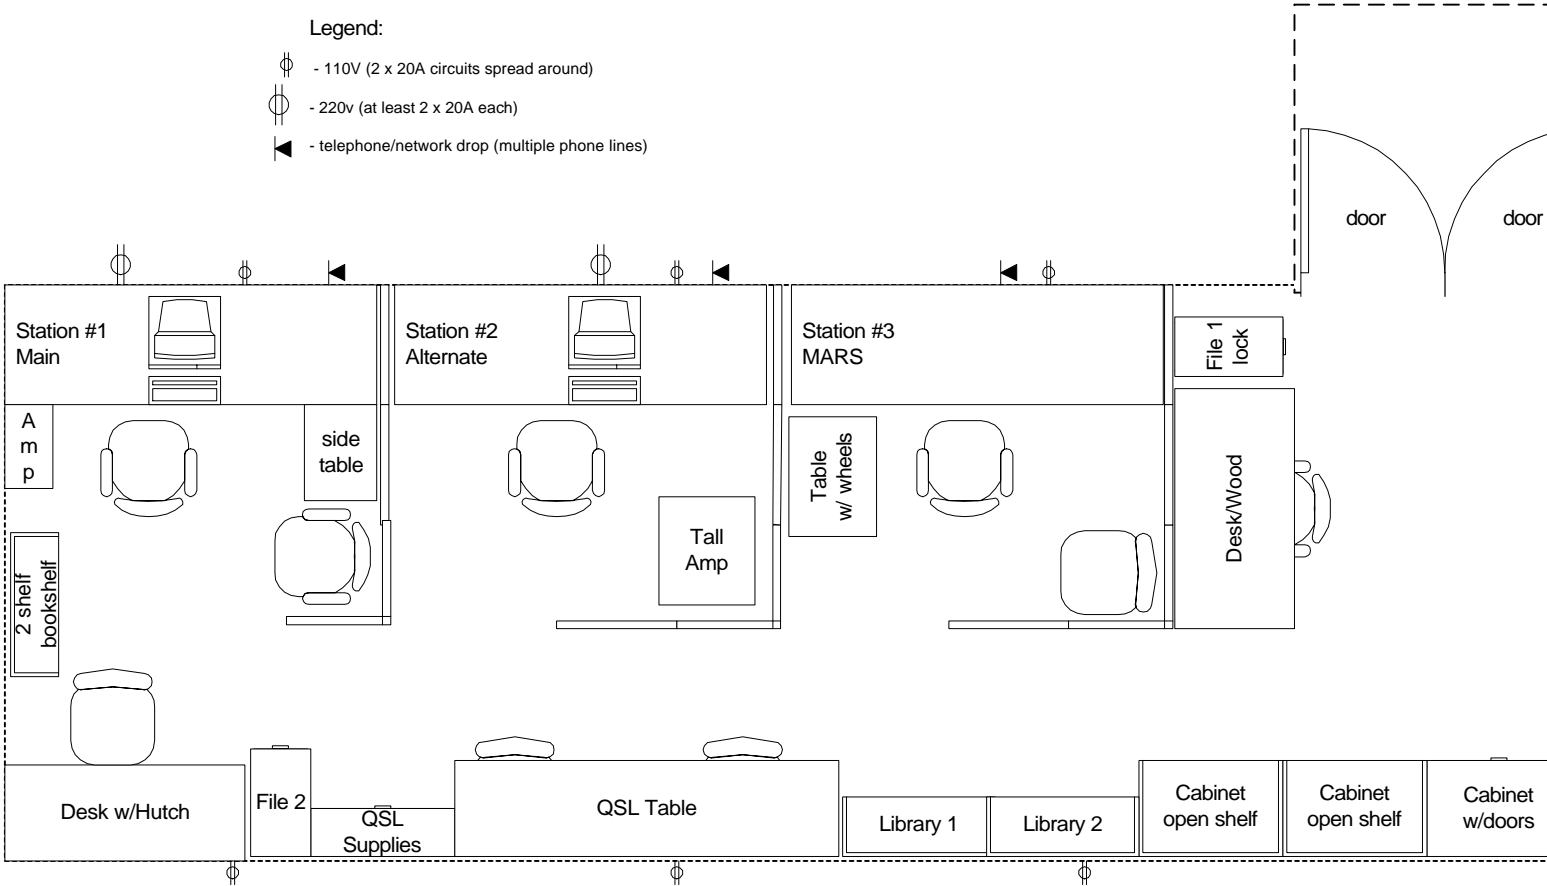 Legend:
- 110V (2 x 20A circuits spread around)
- 220v (at least 2 x 20A each)
- telephone/network drop (multiple phone lines)
door
door
Station #1
Main
Station #2
Alternate
Station #3
MARS
File 1
lock
A
m
p
side
table
Table
w/ wheels
Tall
Amp
Desk/Wood
2 shelf
bookshelf
Desk w/Hutch
File 2
QSL
Supplies
QSL Table
Library 1
Library 2
Cabinet
open shelf
Cabinet
open shelf
Cabinet
w/doors